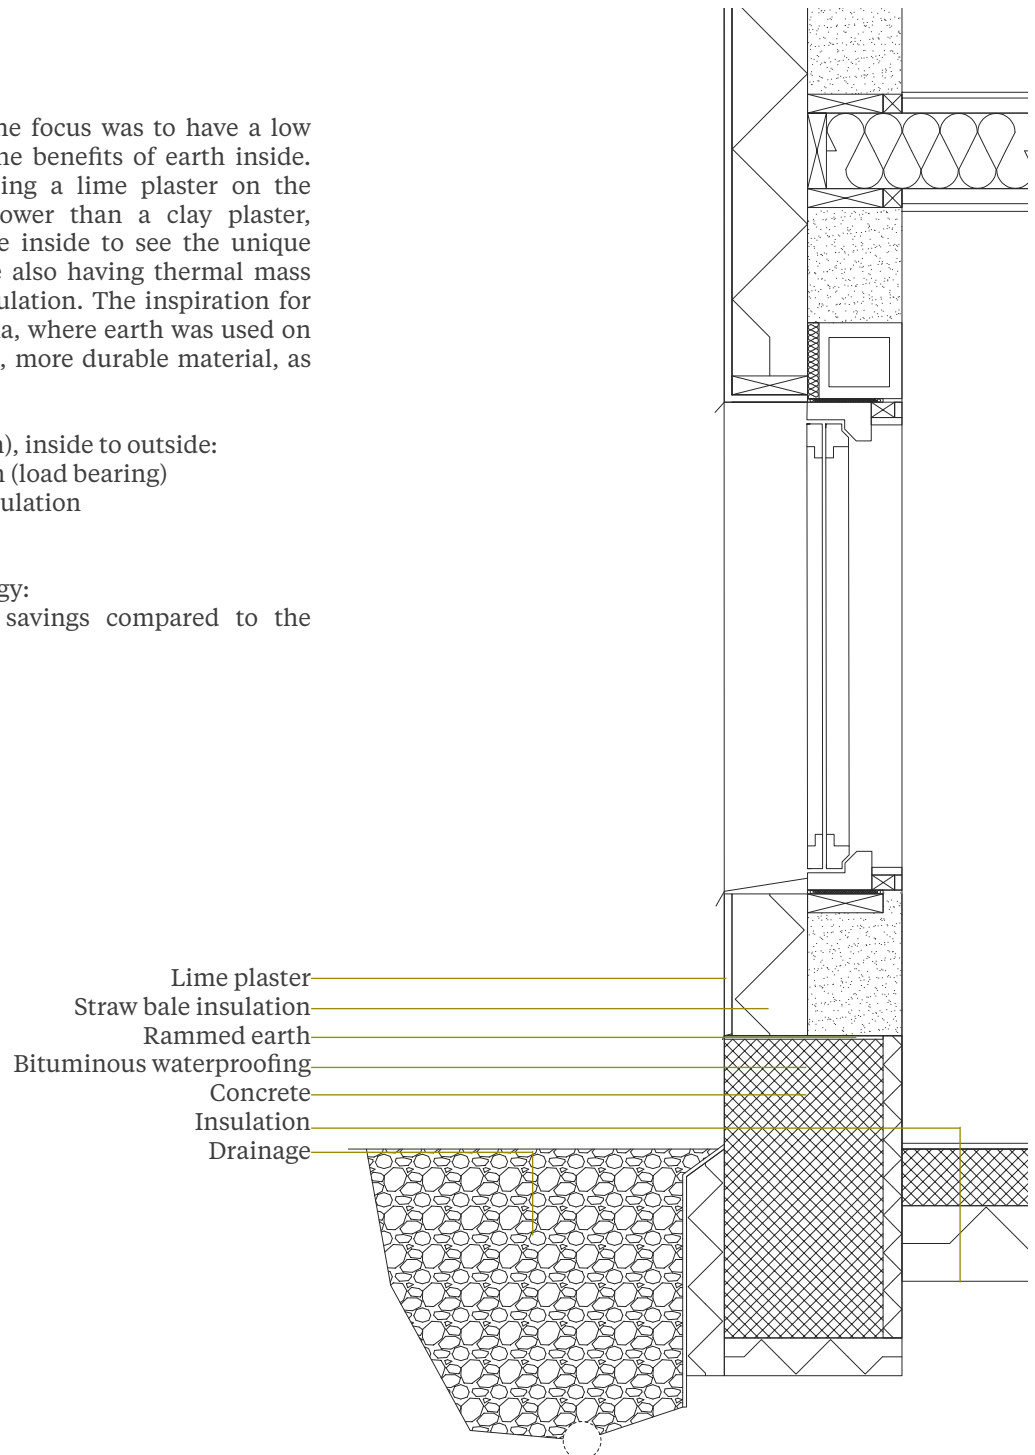 ne focus was to have a low
ne benefits of earth inside.
ing a lime plaster on the
ower than a clay plaster,
e inside to see the unique
e also having thermal mass
ulation. The inspiration for
a, where earth was used on
, more durable material, as
n), inside to outside:
n (load bearing)
ulation
gy:
savings compared to the
Lime plaster
Straw bale insulation
Rammed earth
Bituminous waterproofing
Concrete
Insulation
Drainage